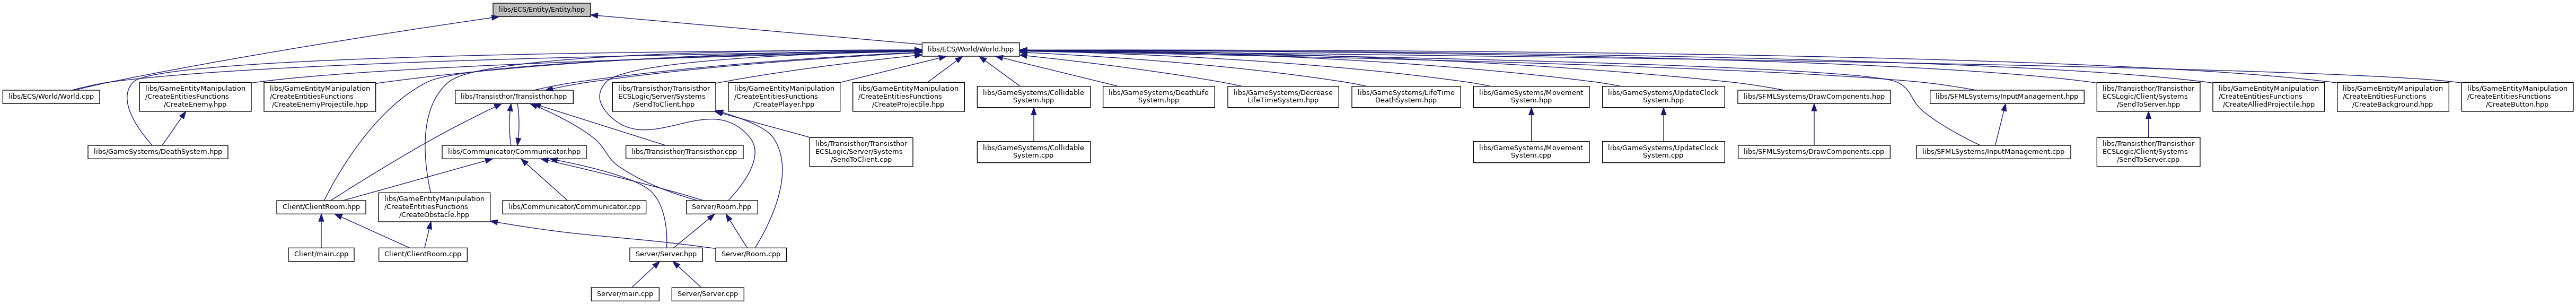 libs/ECS/Entity/Entity.hpp
libs/ECS/World/World.hpp
libs/ECS/World/World.cpp
libs/GameEntityManipulation
/CreateEntitiesFunctions
/CreateEnemy.hpp
libs/GameEntityManipulation
/CreateEntitiesFunctions
/CreateEnemyProjectile.hpp
libs/Transisthor/Transisthor.hpp
libs/Transisthor/Transisthor
ECSLogic/Server/Systems
/SendToClient.hpp
libs/GameEntityManipulation
/CreateEntitiesFunctions
/CreatePlayer.hpp
libs/GameEntityManipulation
/CreateEntitiesFunctions
/CreateProjectile.hpp
libs/GameSystems/Collidable
System.hpp
libs/GameSystems/DeathLife
System.hpp
libs/GameSystems/Decrease
LifeTimeSystem.hpp
libs/GameSystems/LifeTime
DeathSystem.hpp
libs/GameSystems/Movement
System.hpp
libs/GameSystems/UpdateClock
System.hpp
libs/SFMLSystems/DrawComponents.hpp
libs/SFMLSystems/InputManagement.hpp
libs/Transisthor/Transisthor
ECSLogic/Client/Systems
/SendToServer.hpp
libs/GameEntityManipulation
/CreateEntitiesFunctions
/CreateAlliedProjectile.hpp
libs/GameEntityManipulation
/CreateEntitiesFunctions
/CreateBackground.hpp
libs/GameEntityManipulation
/CreateEntitiesFunctions
/CreateButton.hpp
libs/GameSystems/DeathSystem.hpp
libs/Communicator/Communicator.hpp
libs/Transisthor/Transisthor.cpp
libs/Transisthor/Transisthor
ECSLogic/Server/Systems
/SendToClient.cpp
libs/GameSystems/Collidable
System.cpp
libs/GameSystems/Movement
System.cpp
libs/GameSystems/UpdateClock
System.cpp
libs/SFMLSystems/DrawComponents.cpp
libs/SFMLSystems/InputManagement.cpp
libs/Transisthor/Transisthor
ECSLogic/Client/Systems
/SendToServer.cpp
Client/ClientRoom.hpp
libs/GameEntityManipulation
/CreateEntitiesFunctions
/CreateObstacle.hpp
libs/Communicator/Communicator.cpp
Server/Room.hpp
Client/main.cpp
Client/ClientRoom.cpp
Server/Server.hpp
Server/Room.cpp
Server/main.cpp
Server/Server.cpp